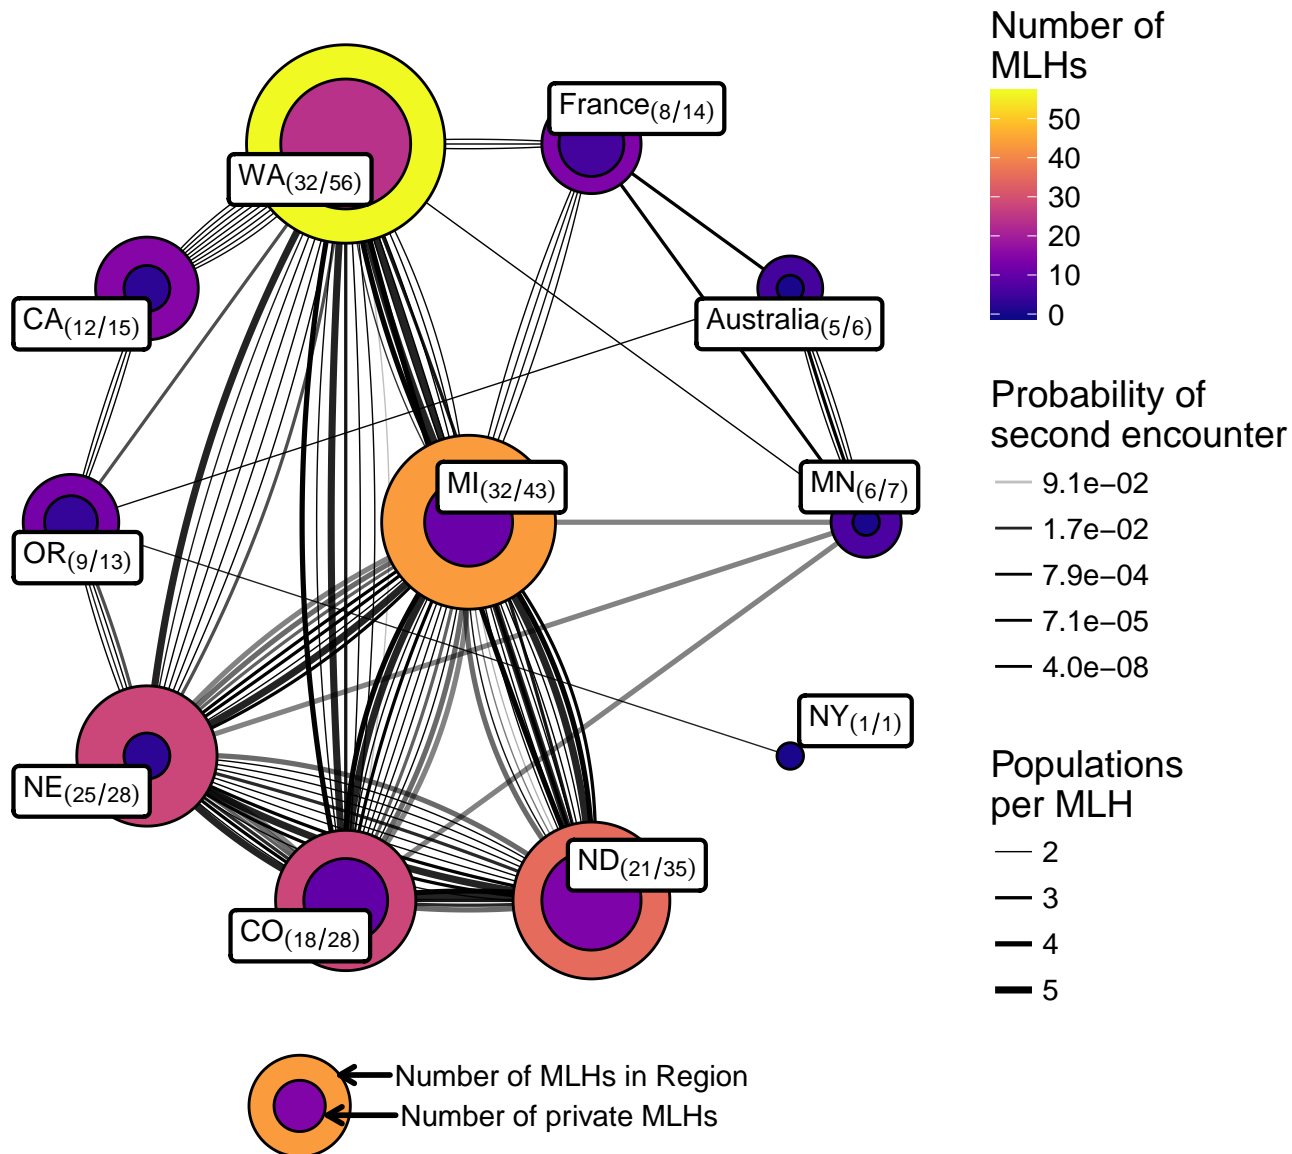 Number of
MLHs
50
40
30
20
10
0
France(8/14)
WA(32/56)
CA(12/15)
Australia(5/6)
Probability of
second encounter
9.1e−02
1.7e−02
7.9e−04
7.1e−05
4.0e−08
MI(32/43)
MN(6/7)
OR(9/13)
NY(1/1)
NE(25/28)
Populations
per MLH
2
3
4
5
ND(21/35)
CO(18/28)
Number of MLHs in Region
Number of private MLHs